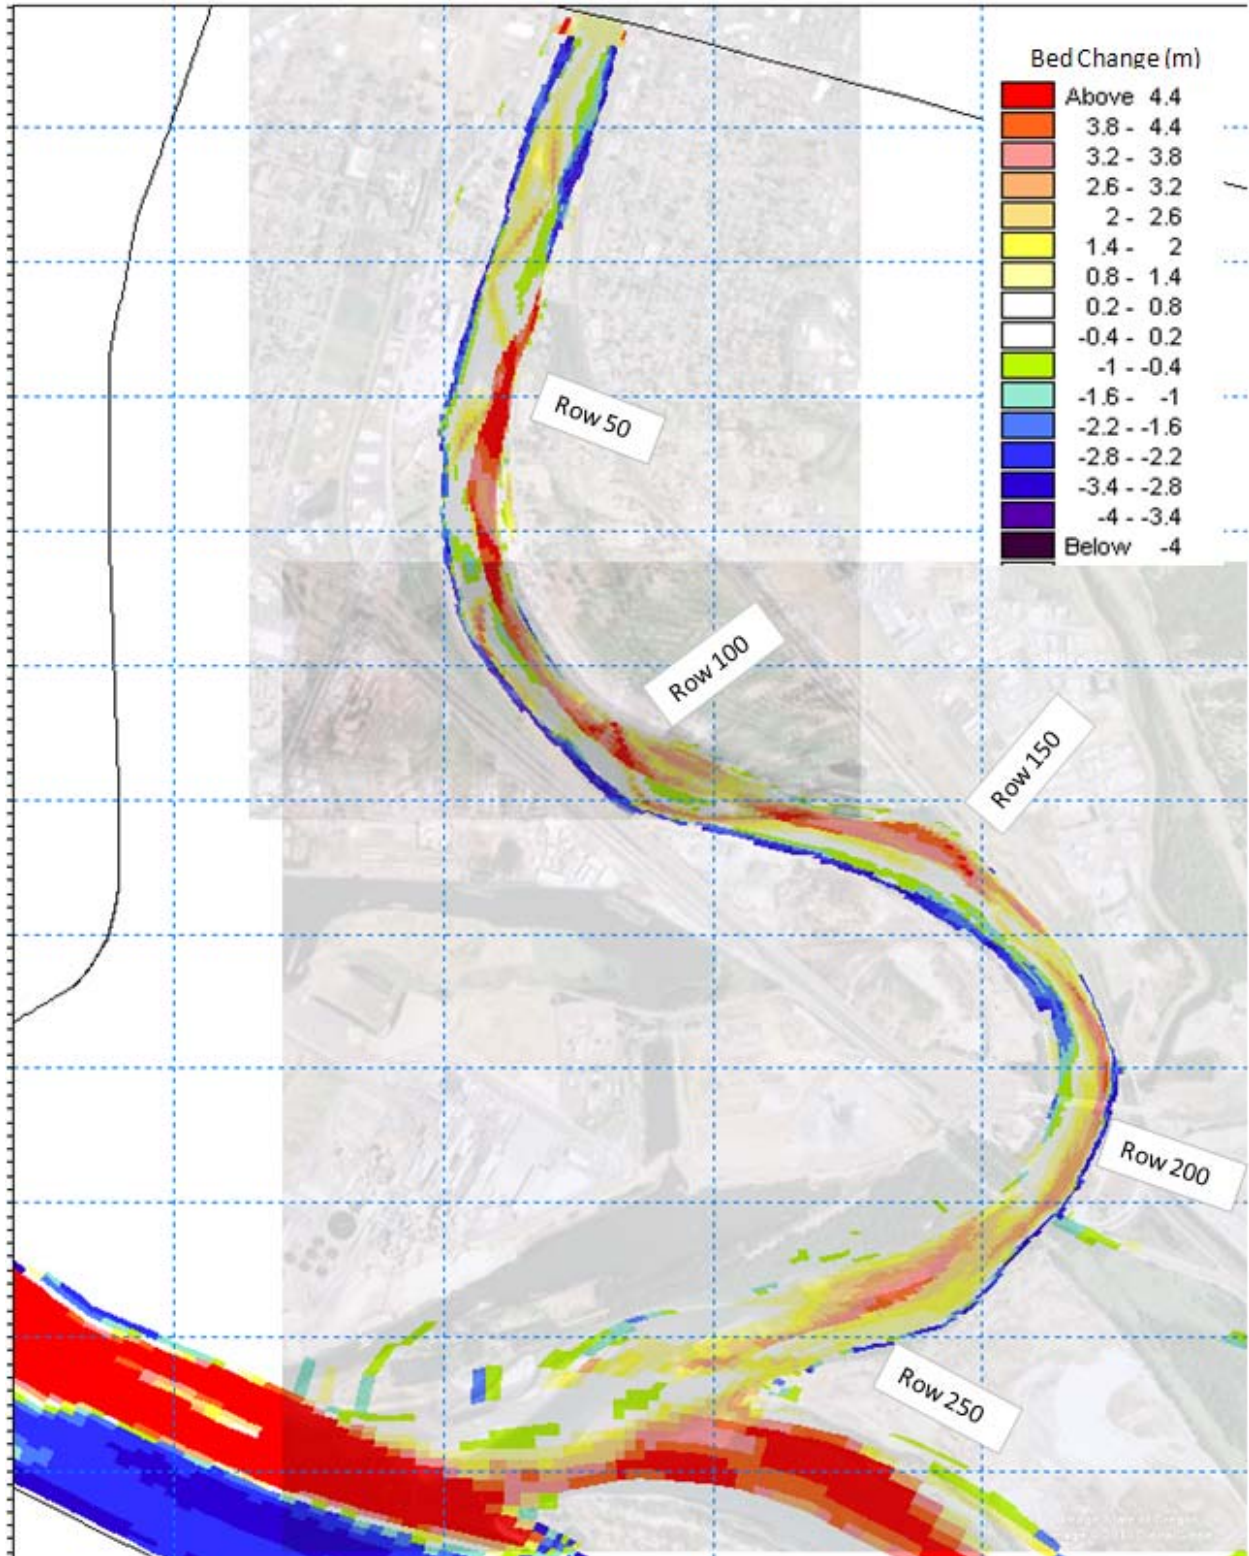 Bed Change (m)
Above 4.4
3.8 - 4.4
3.2 - 3.8
2.6 - 3.2
2 - 2.6
1.4 - 2
0.8 - 1.4
0.2 - 0.8
-0.4 - 0.2
-1 - -0.4
-1.6 - -1
-2.2 - -1.6
-2.8 - -2.2
-3.4 - -2.8
-4 - -3.4
Below -4
Row 50
Row 100
Row 150
Row 200
Row 250